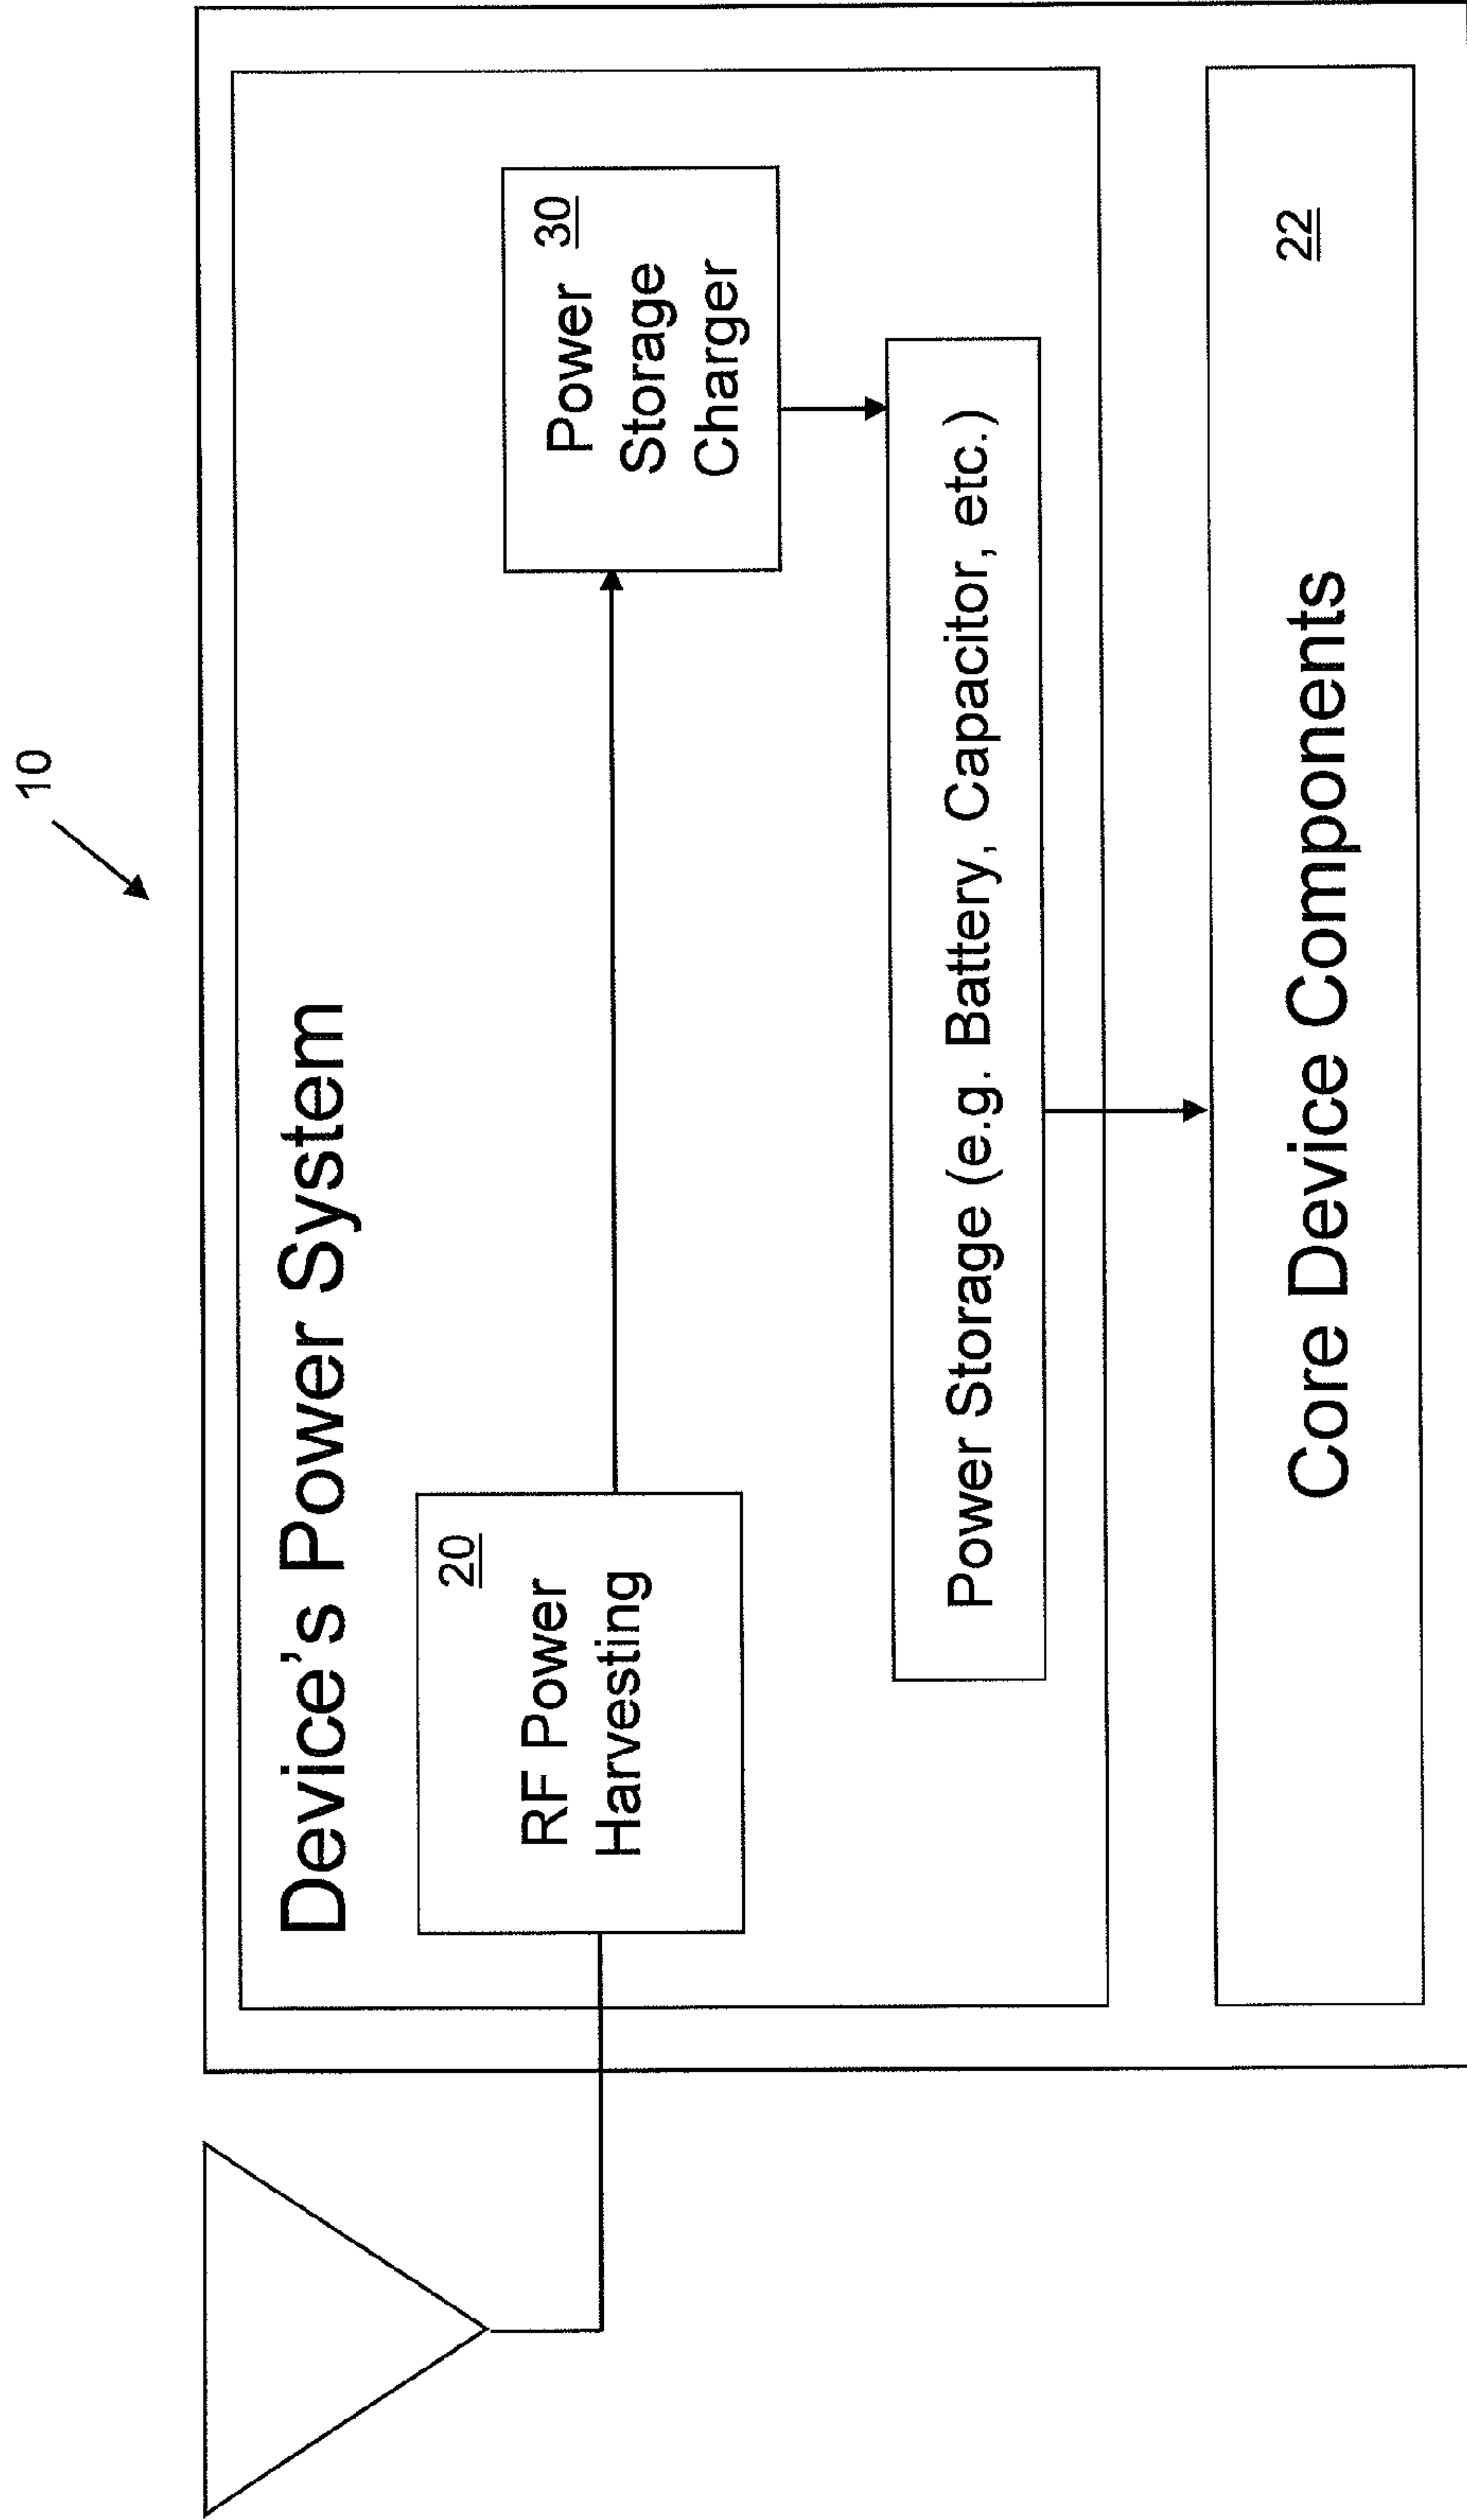 10
Device's Power System
20
RF Power
Harvesting
Power 30
Storage
Charger
Power Storage (e.g. Battery, Capacitor, etc.)
22
Core Device Components